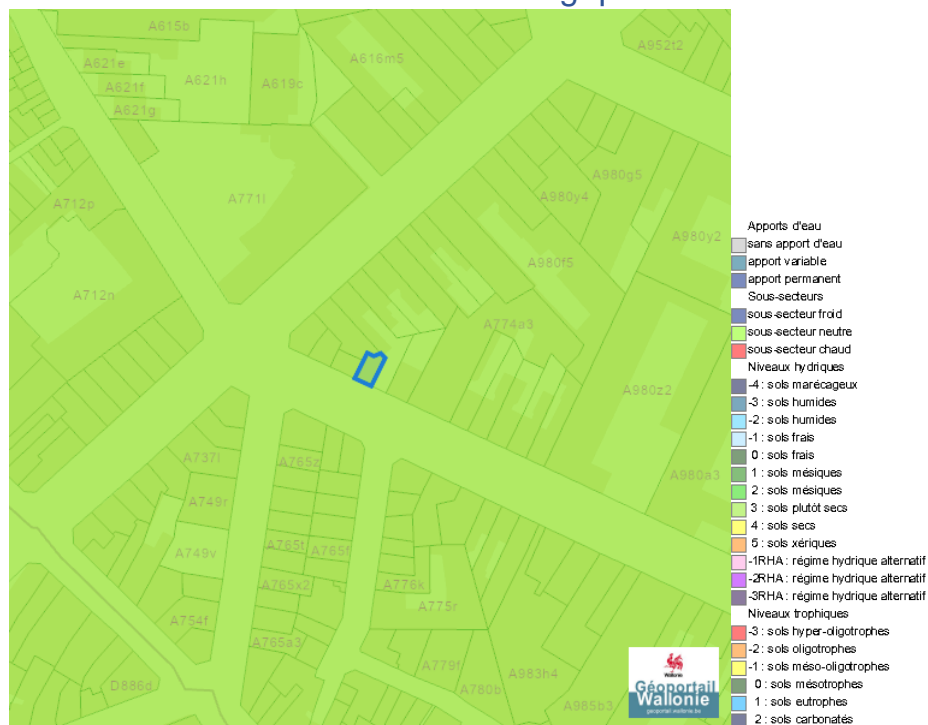 A615b
A952t2
A616m5
A621e
A621h
A619c
A621f
A621g
A980g5
A980y4
A771l
A712p
A980y2
A980f5
A712n
A774a3
A980z2
A737l
A765z
A980a3
A749r
A765t
A765f
A749v
A765x2
A776k
A775r
A754f
A765a3
A779f
A983h4
D886d
A780b
A985b3
Apports d'eau
sans apport d'eau
apport variable
apport permanent
Sous-secteurs
sous-secteur froid
sous-secteur neutre
sous-secteur chaud
Niveaux hydriques
-4 : sols marécageux
-3 : sols humides
-2 : sols humides
-1 : sols frais
0 : sols frais
1 : sols mésiques
2 : sols mésiques
3 : sols plutôt secs
4 : sols secs
5 : sols xériques
-1RHA : régime hydrique alternatif
-2RHA : régime hydrique alternatif
-3RHA : régime hydrique alternatif
Niveaux trophiques
-3 : sols hyper-oligotrophes
-2 : sols oligotrophes
-1 : sols méso-oligotrophes
0 : sols mésotrophes
1 : sols eutrophes
2 : sols carbonatés
Wallonie
Géoportail
Wallonie
geoportail.wallonie.be